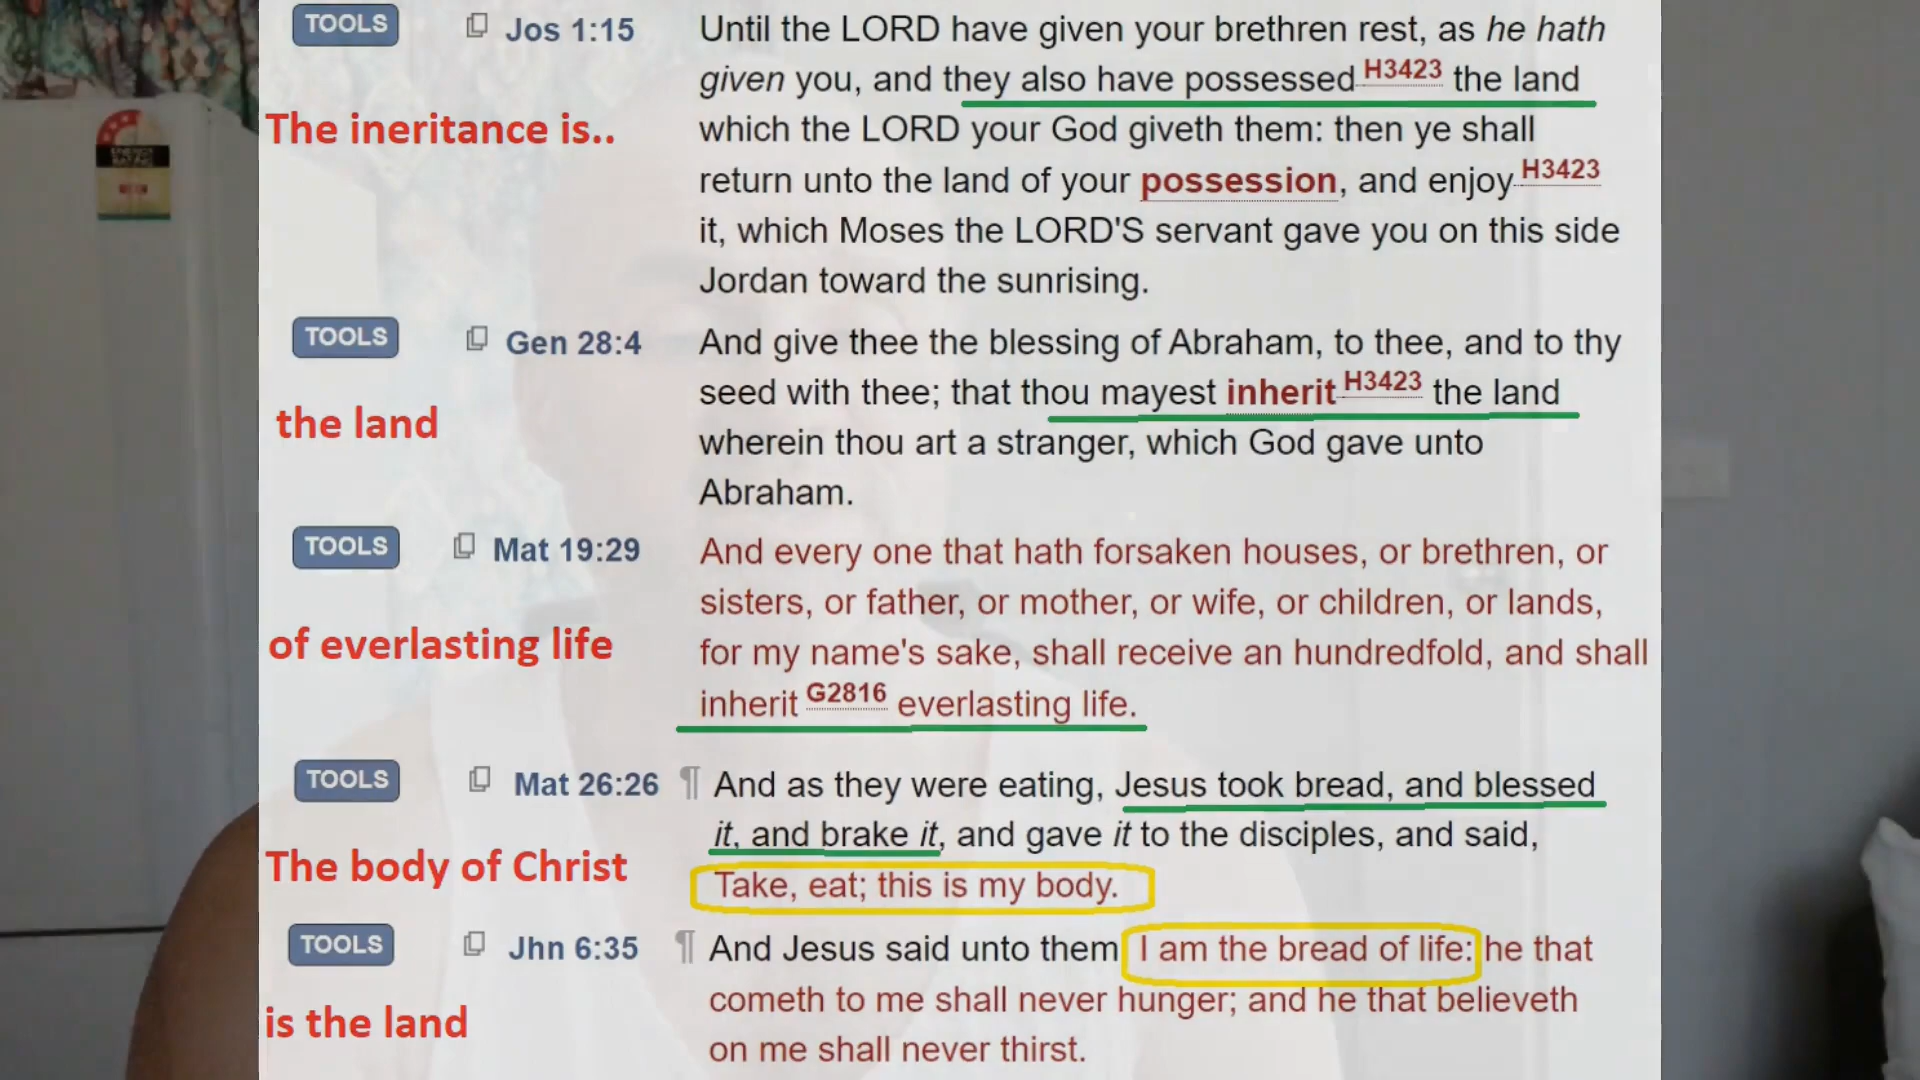 TOOLS Jos 1:15 Until the LORD have given your brethren rest, as he hath
given you, and they also have possessed H3423 the land
The ineritance is.. which the LORD your God giveth them: then ye shall
return unto the land of your possession, and enjoy H3423
it, which Moses the LORD'S servant gave you on this side
Jordan toward the sunrising.
TOOLS Gen 28:4 And give thee the blessing of Abraham, to thee, and to thy
seed with thee; that thou mayest inherit H3423 the land
the land
wherein thou art a stranger, which God gave unto
Abraham.
TOOLS Mat 19:29 And every one that hath forsaken houses, or brethren, or
sisters, or father, or mother, or wife, or children, or lands,
of everlasting life for my name's sake, shall receive an hundredfold, and shall
inherit G2816 everlasting life.
TOOLS Mat 26:26 ¶ And as they were eating, Jesus took bread, and blessed
it, and brake it, and gave it to the disciples, and said,
The body of Christ Take, eat; this is my body.
TOOLS Jhn 6:35 ¶ And Jesus said unto them I am the bread of life: he that
cometh to me shall never hunger; and he that believeth
is the land
on me shall never thirst.